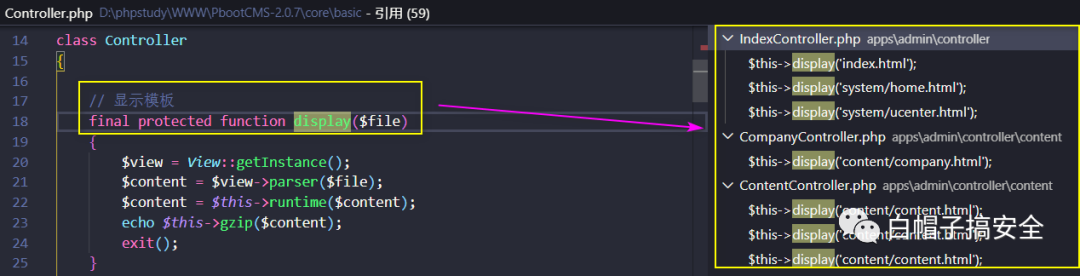 Controller.php D:\phpstudy\WWW\PbootCMS-2.0.7\core\basic - 引用 (59)
14 class Controller
15 {
16
17 // 显示模板
18 final protected function display($file)
19 {
20 $view = View::getInstance();
21 $content = $view->parser($file);
22 $content = $this->runtime($content);
23 echo $this->gzip($content);
24 exit();
25 }
IndexController.php apps\admin\controller
$this->display('index.html');
$this->display('system/home.html');
$this->display('system/ucenter.html');
CompanyController.php apps\admin\controller\content
$this->display('content/company.html');
ContentController.php apps\admin\controller\content
$this->display('content/content.html');
$this->display('content/content.html');
$this->display('content/content.html');
白帽子搞安全